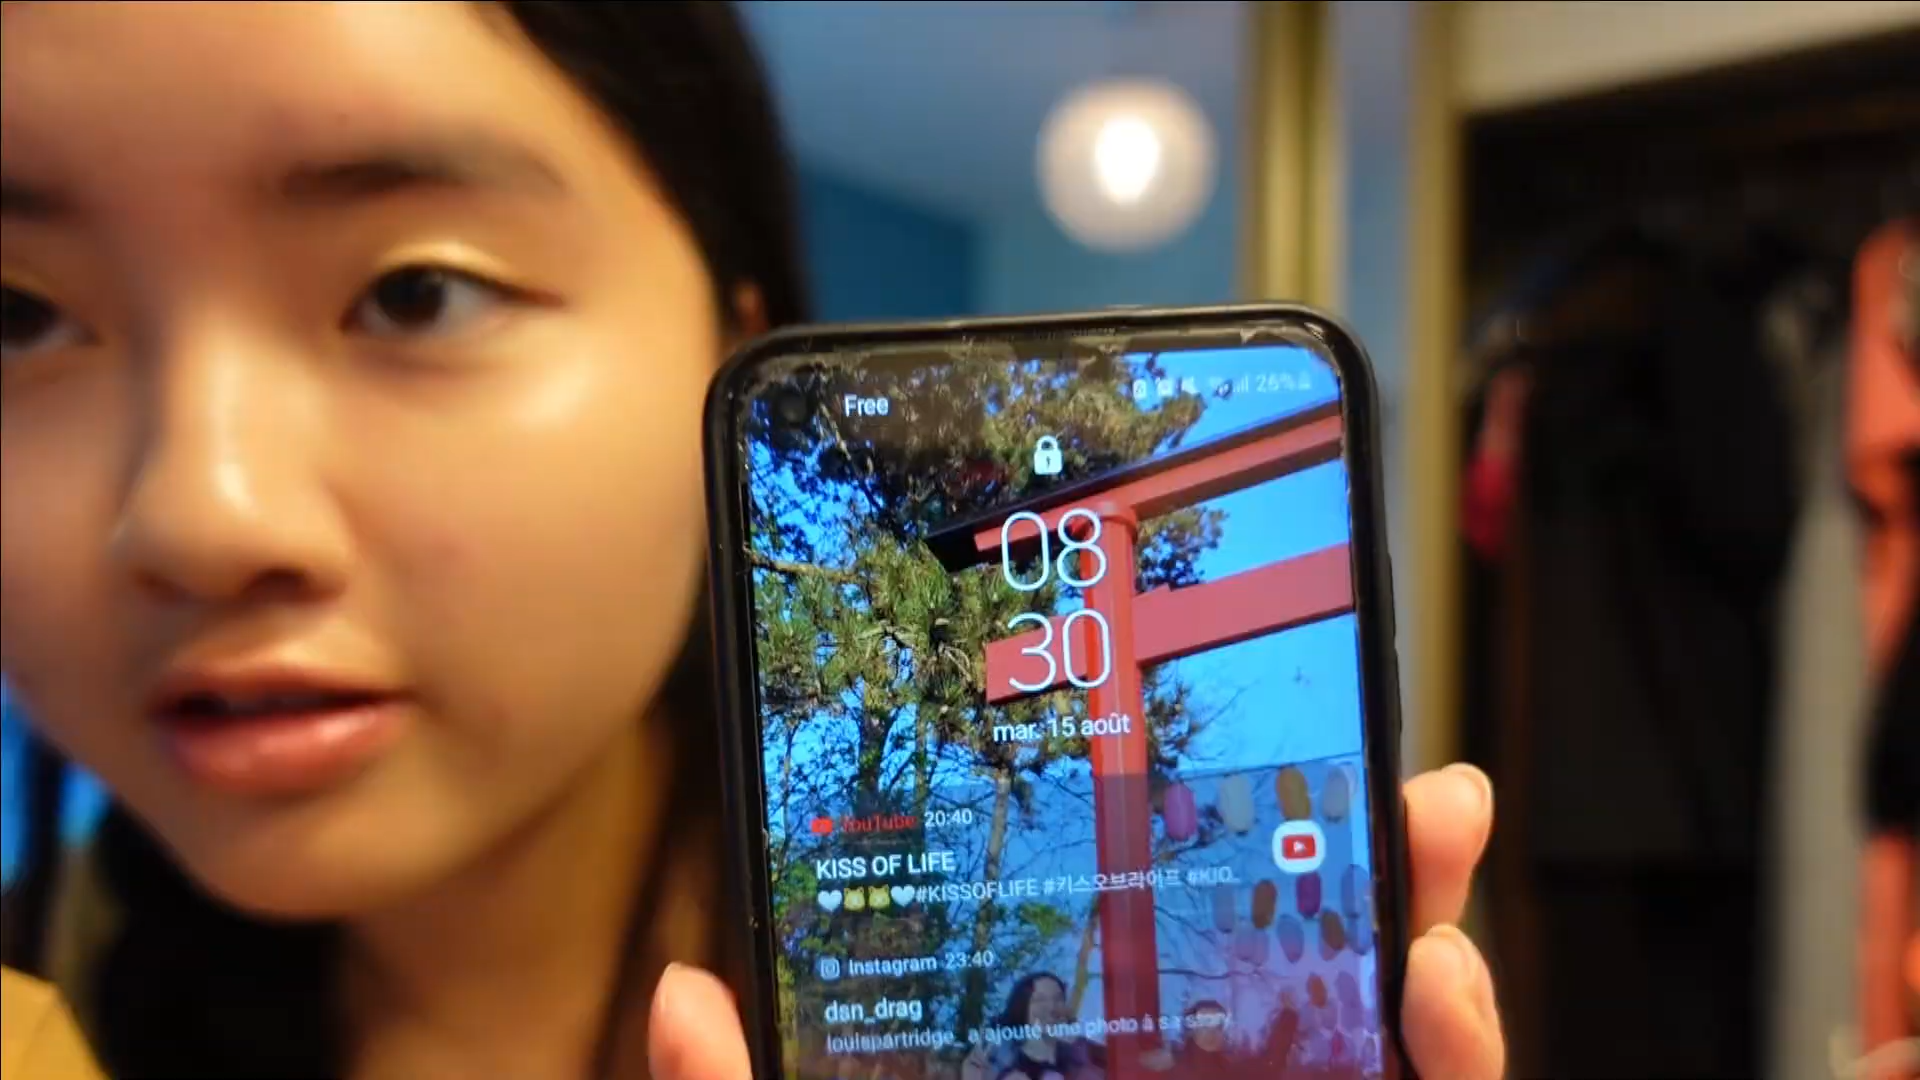 Free
26%
08
30
mar. 15 août
YouTube 20:40
KISS OF LIFE
#KISSOFLIFE #키스오브라이프 #KIO...
Instagram 23:40
dsn_drag
louispartridge_ a ajouté une photo à sa story.